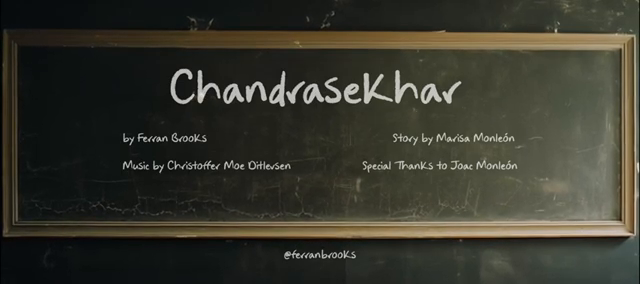 Chandrasekhar
by Ferran Brooks
Story by Marisa Monleón
Music by Christoffer Moe Ditlevsen
Special Thanks to Joac Monleón
@ferranbrooks